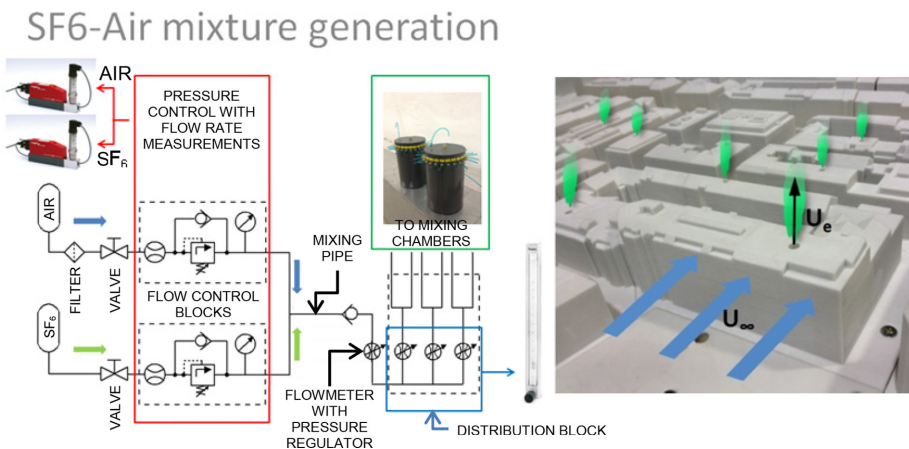 SF6-Air mixture generation
AIR
SF₆
PRESSURE
CONTROL WITH
FLOW RATE
MEASUREMENTS
AIR
FILTER
VALVE
FLOW CONTROL
BLOCKS
SF₆
VALVE
MIXING
PIPE
TO MIXING
CHAMBERS
FLOWMETER
WITH
PRESSURE
REGULATOR
DISTRIBUTION BLOCK
Ue
U∞